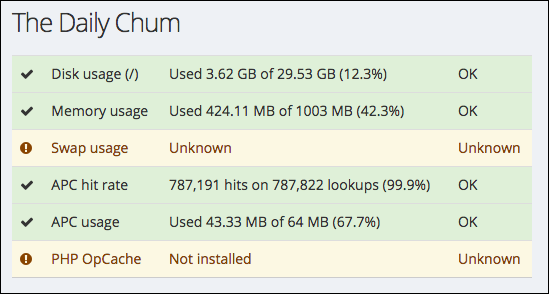 The Daily Chum
Disk usage (/) Used 3.62 GB of 29.53 GB (12.3%) OK
Memory usage Used 424.11 MB of 1003 MB (42.3%) OK
Swap usage Unknown Unknown
APC hit rate 787,191 hits on 787,822 lookups (99.9%) OK
APC usage Used 43.33 MB of 64 MB (67.7%) OK
PHP OpCache Not installed Unknown